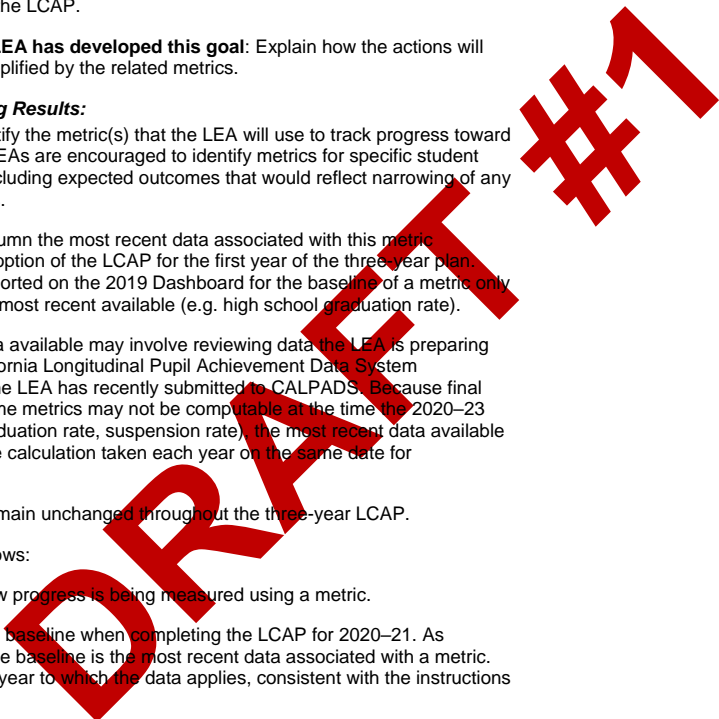 the LCAP.
LEA has developed this goal: Explain how the actions will
plified by the related metrics.
g Results:
tify the metric(s) that the LEA will use to track progress toward
EAs are encouraged to identify metrics for specific student
cluding expected outcomes that would reflect narrowing of any
.
umn the most recent data associated with this metric
option of the LCAP for the first year of the three-year plan.
orted on the 2019 Dashboard for the baseline of a metric only
most recent available (e.g. high school graduation rate).
a available may involve reviewing data the LEA is preparing
ornia Longitudinal Pupil Achievement Data System
he LEA has recently submitted to CALPADS. Because final
me metrics may not be computable at the time the 2020–23
duation rate, suspension rate), the most recent data available
e calculation taken each year on the same date for
main unchanged throughout the three-year LCAP.
ows:
w progress is being measured using a metric.
baseline when completing the LCAP for 2020–21. As
e baseline is the most recent data associated with a metric.
year to which the data applies, consistent with the instructions
DRAFT #1